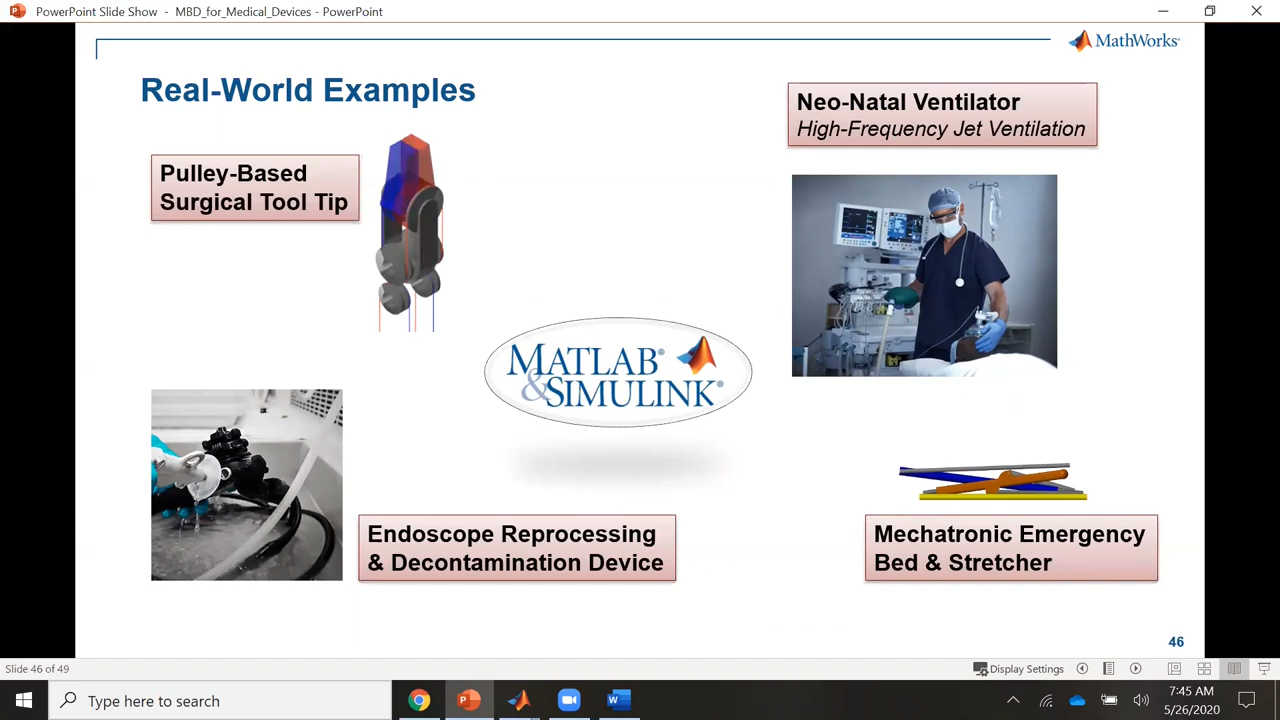 PowerPoint Slide Show - MBD_for_Medical_Devices - PowerPoint
MathWorks®
Real-World Examples
Neo-Natal Ventilator
High-Frequency Jet Ventilation
Pulley-Based
Surgical Tool Tip
MATLAB®
&SIMULINK®
Endoscope Reprocessing
& Decontamination Device
Mechatronic Emergency
Bed & Stretcher
46
Slide 46 of 49
Display Settings
Type here to search
7:45 AM
5/26/2020